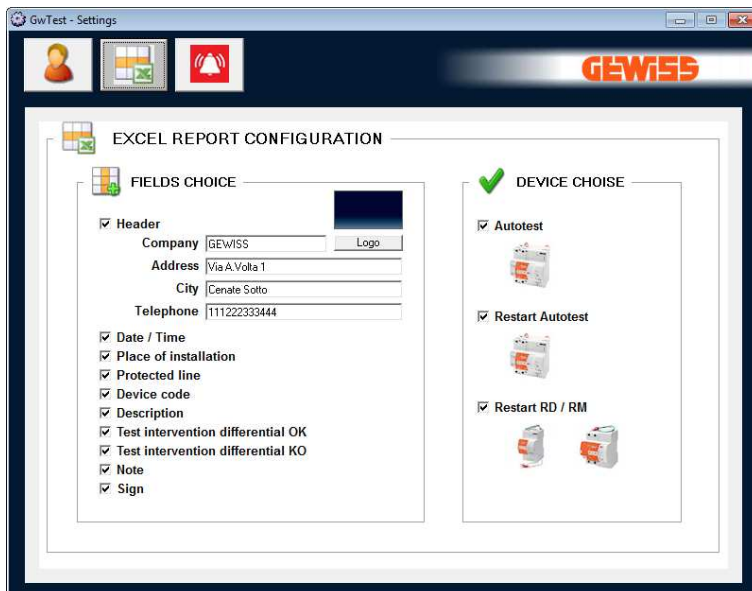 GwTest - Settings
GEWISS
EXCEL REPORT CONFIGURATION
FIELDS CHOICE
Header
Company GEWISS Logo
Address Via A.Volta 1
City Cenate Sotto
Telephone 111222333444
Date / Time
Place of installation
Protected line
Device code
Description
Test intervention differential OK
Test intervention differential KO
Note
Sign
DEVICE CHOISE
Autotest
Restart Autotest
Restart RD / RM